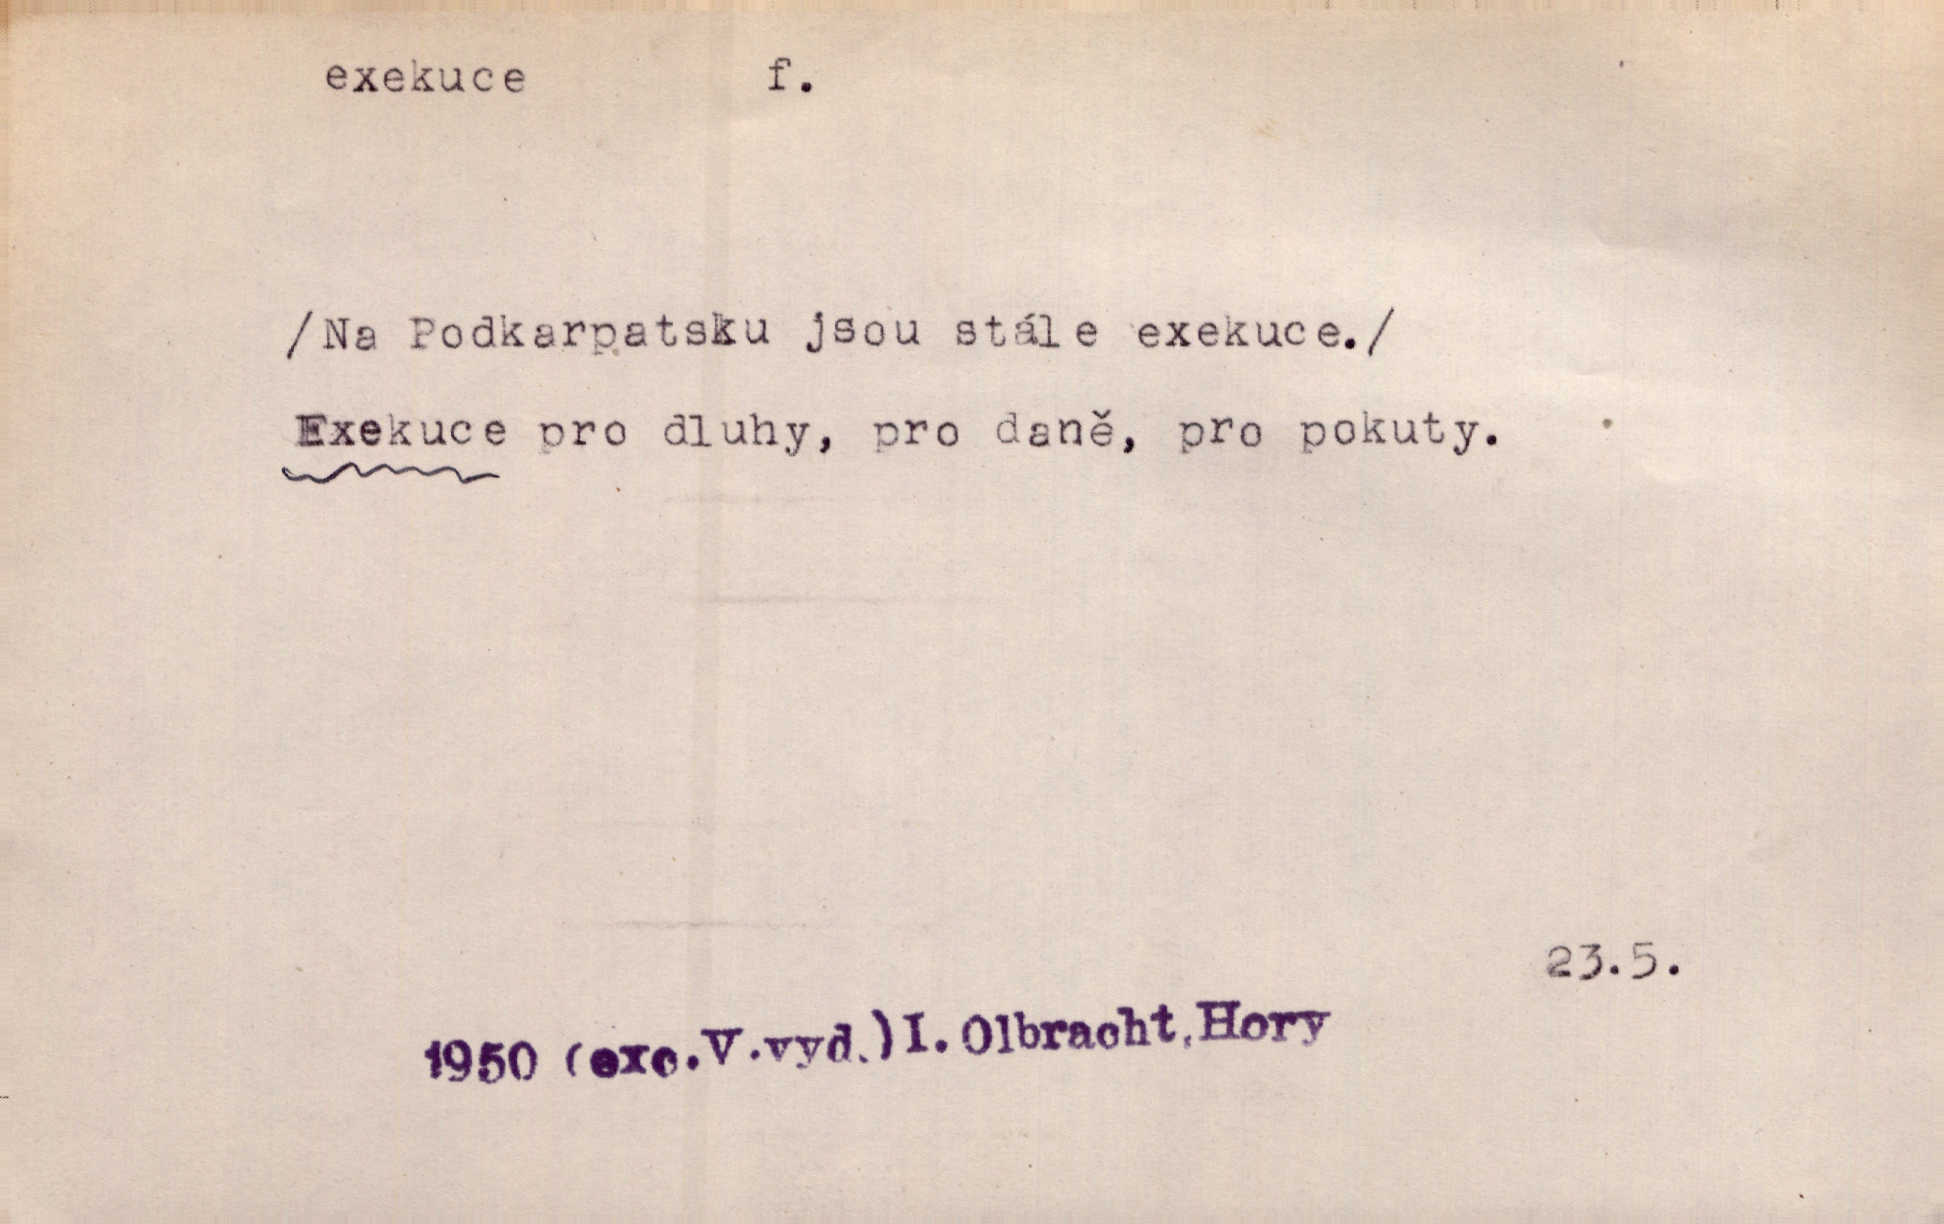 exekuce f.
/Na Podkarpatsku jsou stále exekuce./
Exekuce pro dluhy, pro daně, pro pokuty.
23.5.
1950 (exc.V.vyd.) I. Olbracht, Hory